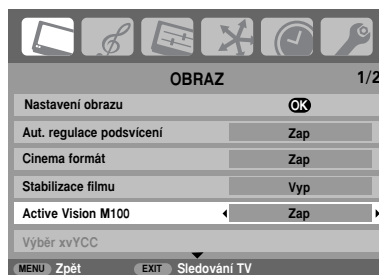 OBRAZ 1/2
Nastavení obrazu OK
Aut. regulace podsvícení Zap
Cinema formát Zap
Stabilizace filmu Vyp
Active Vision M100 Zap
Výběr xvYCC
MENU Zpět EXIT Sledování TV